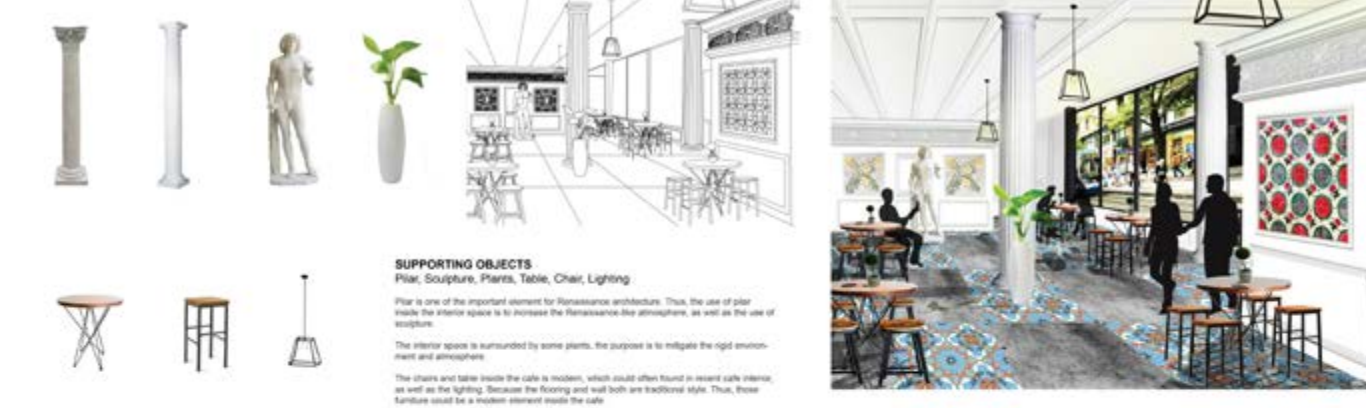 SUPPORTING OBJECTS
Pilar, Sculpture, Plants, Table, Chair, Lighting
Pilar is one of the important element for Renaissance architecture. Thus, the use of pilar
inside the interior space is to increase the Renaissance-like atmosphere, as well as the use of
sculpture.
The interior space is surrounded by some plants, the purpose is to mitigate the rigid environ-
ment and atmosphere
The chairs and table inside the cafe is modern, which could often found in recent cafe interior,
as well as the lighting. Because the flooring and wall both are traditional style. Thus, those
furniture could be a modern element inside the cafe